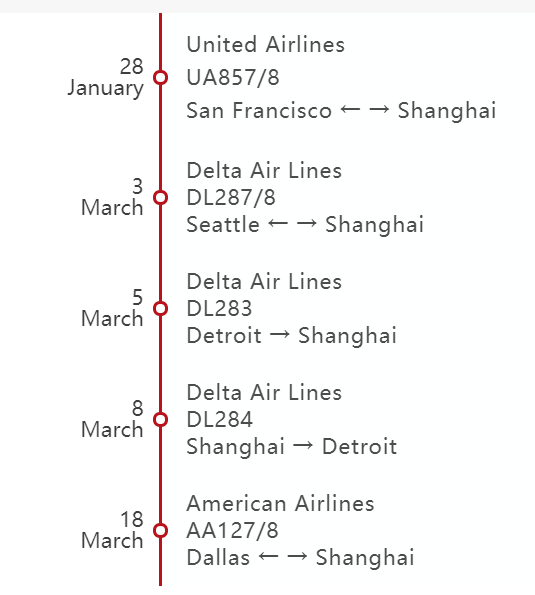 28
January
United Airlines
UA857/8
San Francisco ← → Shanghai
3
March
Delta Air Lines
DL287/8
Seattle ← → Shanghai
5
March
Delta Air Lines
DL283
Detroit → Shanghai
8
March
Delta Air Lines
DL284
Shanghai → Detroit
18
March
American Airlines
AA127/8
Dallas ← → Shanghai